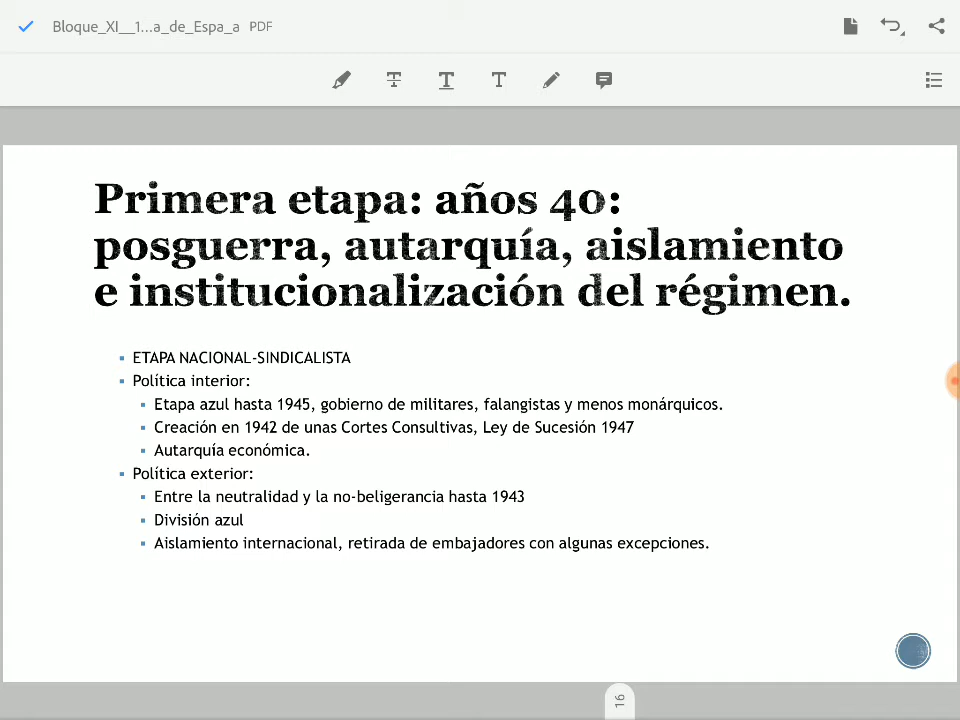 Bloque_XI__1...a_de_Espa_a PDF
Primera etapa: años 40:
posguerra, autarquía, aislamiento
e institucionalización del régimen.
ETAPA NACIONAL-SINDICALISTA
Política interior:
Etapa azul hasta 1945, gobierno de militares, falangistas y menos monárquicos.
Creación en 1942 de unas Cortes Consultivas, Ley de Sucesión 1947
Autarquía económica.
Política exterior:
Entre la neutralidad y la no-beligerancia hasta 1943
División azul
Aislamiento internacional, retirada de embajadores con algunas excepciones.
16